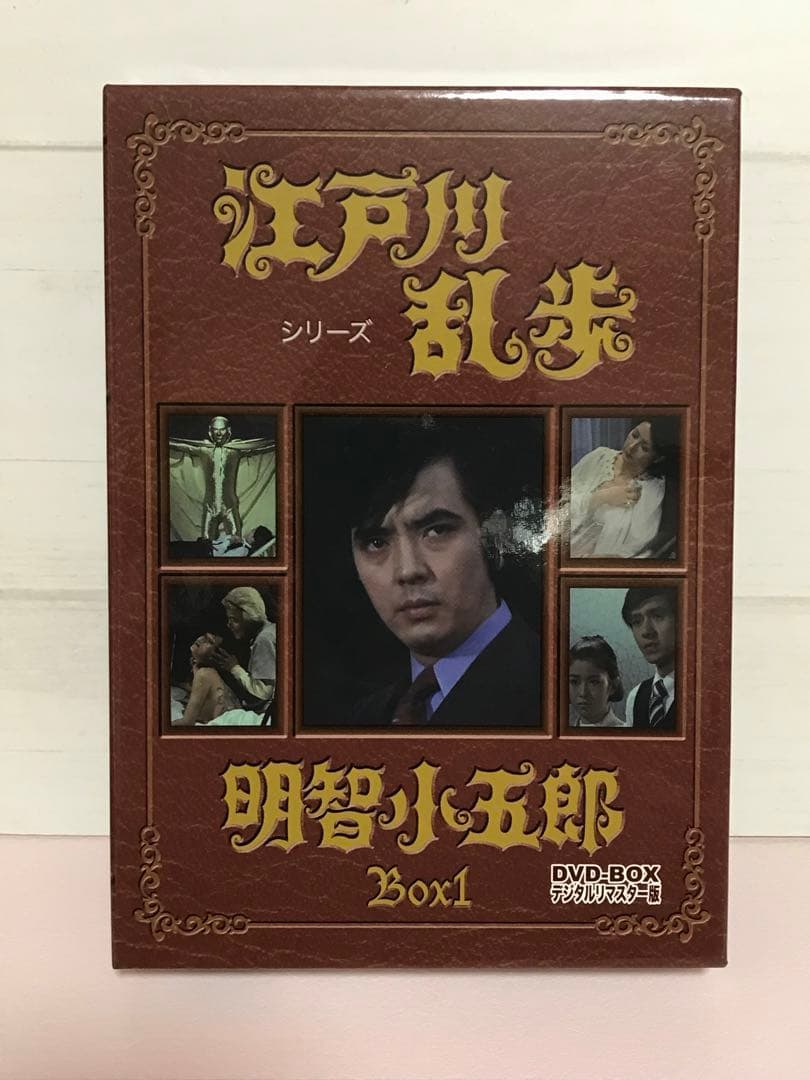 江戸川
乱歩
シリーズ
明智小五郎
Box1
DVD-BOX
デジタルリマスター版